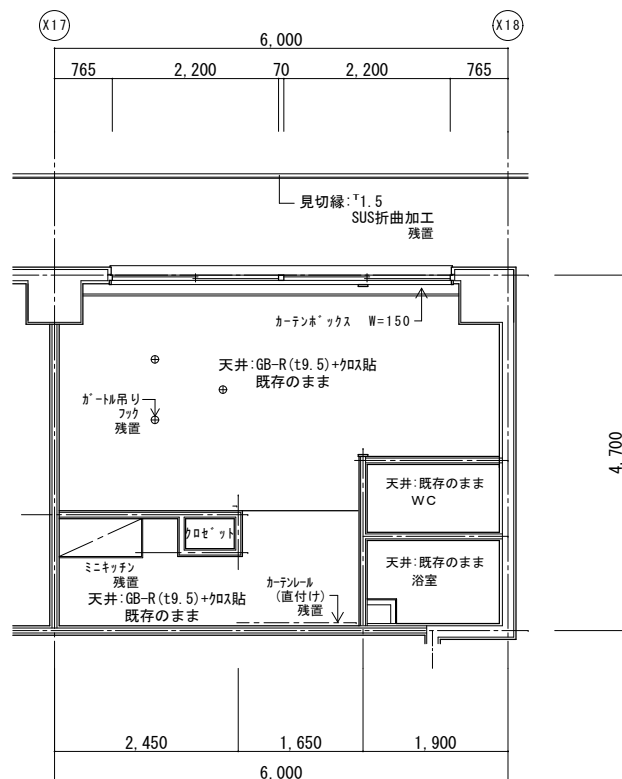 X17
X18
6,000
765
2,200
70
2,200
765
見切縁:ᵀ1.5
SUS折曲加工
残置
ｶｰﾃﾝﾎﾞｯｸｽ W=150
天井:GB-R(t9.5)+ｸﾛｽ貼
既存のまま
ｶﾞｰﾄﾙ吊り
ﾌｯｸ
残置
4,700
天井:既存のまま
WC
ｸﾛｾﾞｯﾄ
天井:既存のまま
浴室
ﾐﾆｷｯﾁﾝ
残置
天井:GB-R(t9.5)+ｸﾛｽ貼
既存のまま
ｶｰﾃﾝﾚｰﾙ
(直付け)
残置
2,450
1,650
1,900
6,000